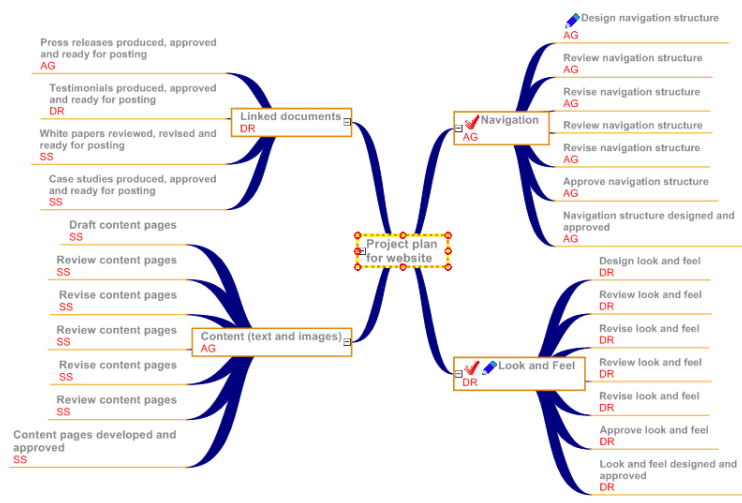 Project plan
for website
Linked documents
DR
Press releases produced, approved
and ready for posting
AG
Testimonials produced, approved
and ready for posting
DR
White papers reviewed, revised and
ready for posting
SS
Case studies produced, approved
and ready for posting
SS
Content (text and images)
AG
Draft content pages
SS
Review content pages
SS
Revise content pages
SS
Review content pages
SS
Revise content pages
SS
Review content pages
SS
Content pages developed and
approved
SS
Navigation
AG
Design navigation structure
AG
Review navigation structure
AG
Revise navigation structure
AG
Review navigation structure
AG
Revise navigation structure
AG
Approve navigation structure
AG
Navigation structure designed and
approved
AG
Look and Feel
DR
Design look and feel
DR
Review look and feel
DR
Revise look and feel
DR
Review look and feel
DR
Revise look and feel
DR
Approve look and feel
DR
Look and feel designed and
approved
DR